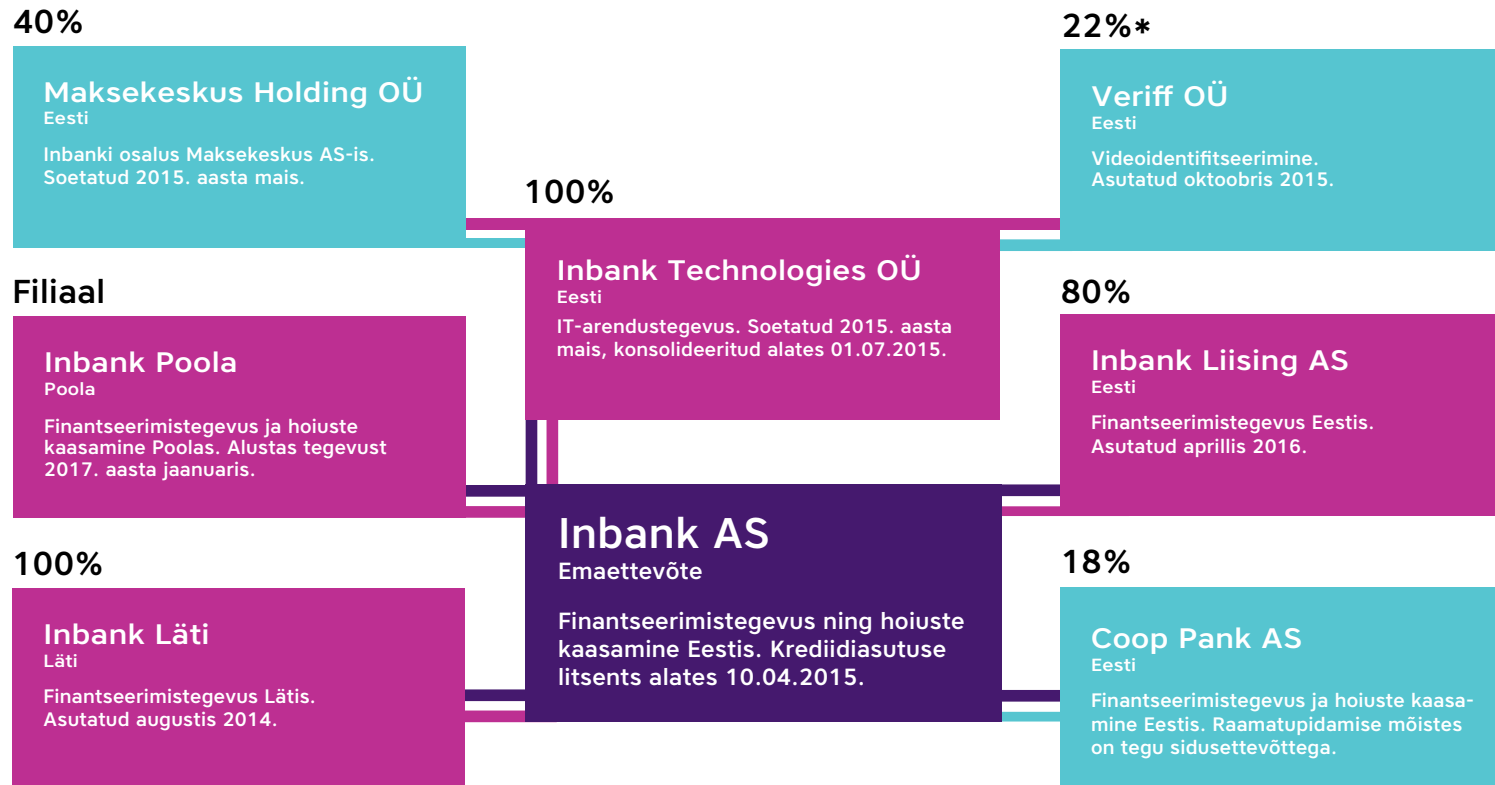 40%
Maksekeskus Holding OÜ
Eesti
Inbanki osalus Maksekeskus AS-is.
Soetatud 2015. aasta mais.
22%*
Veriff OÜ
Eesti
Videoidentifitseerimine.
Asutatud oktoobris 2015.
100%
Inbank Technologies OÜ
Eesti
IT-arendustegevus. Soetatud 2015. aasta
mais, konsolideeritud alates 01.07.2015.
Filiaal
Inbank Poola
Poola
Finantseerimistegevus ja hoiuste
kaasamine Poolas. Alustas tegevust
2017. aasta jaanuaris.
80%
Inbank Liising AS
Eesti
Finantseerimistegevus Eestis.
Asutatud aprillis 2016.
Inbank AS
Emaettevõte
Finantseerimistegevus ning hoiuste
kaasamine Eestis. Krediidiasutuse
litsents alates 10.04.2015.
100%
Inbank Läti
Läti
Finantseerimistegevus Lätis.
Asutatud augustis 2014.
18%
Coop Pank AS
Eesti
Finantseerimistegevus ja hoiuste kaasa-
mine Eestis. Raamatupidamise mõistes
on tegu sidusettevõttega.